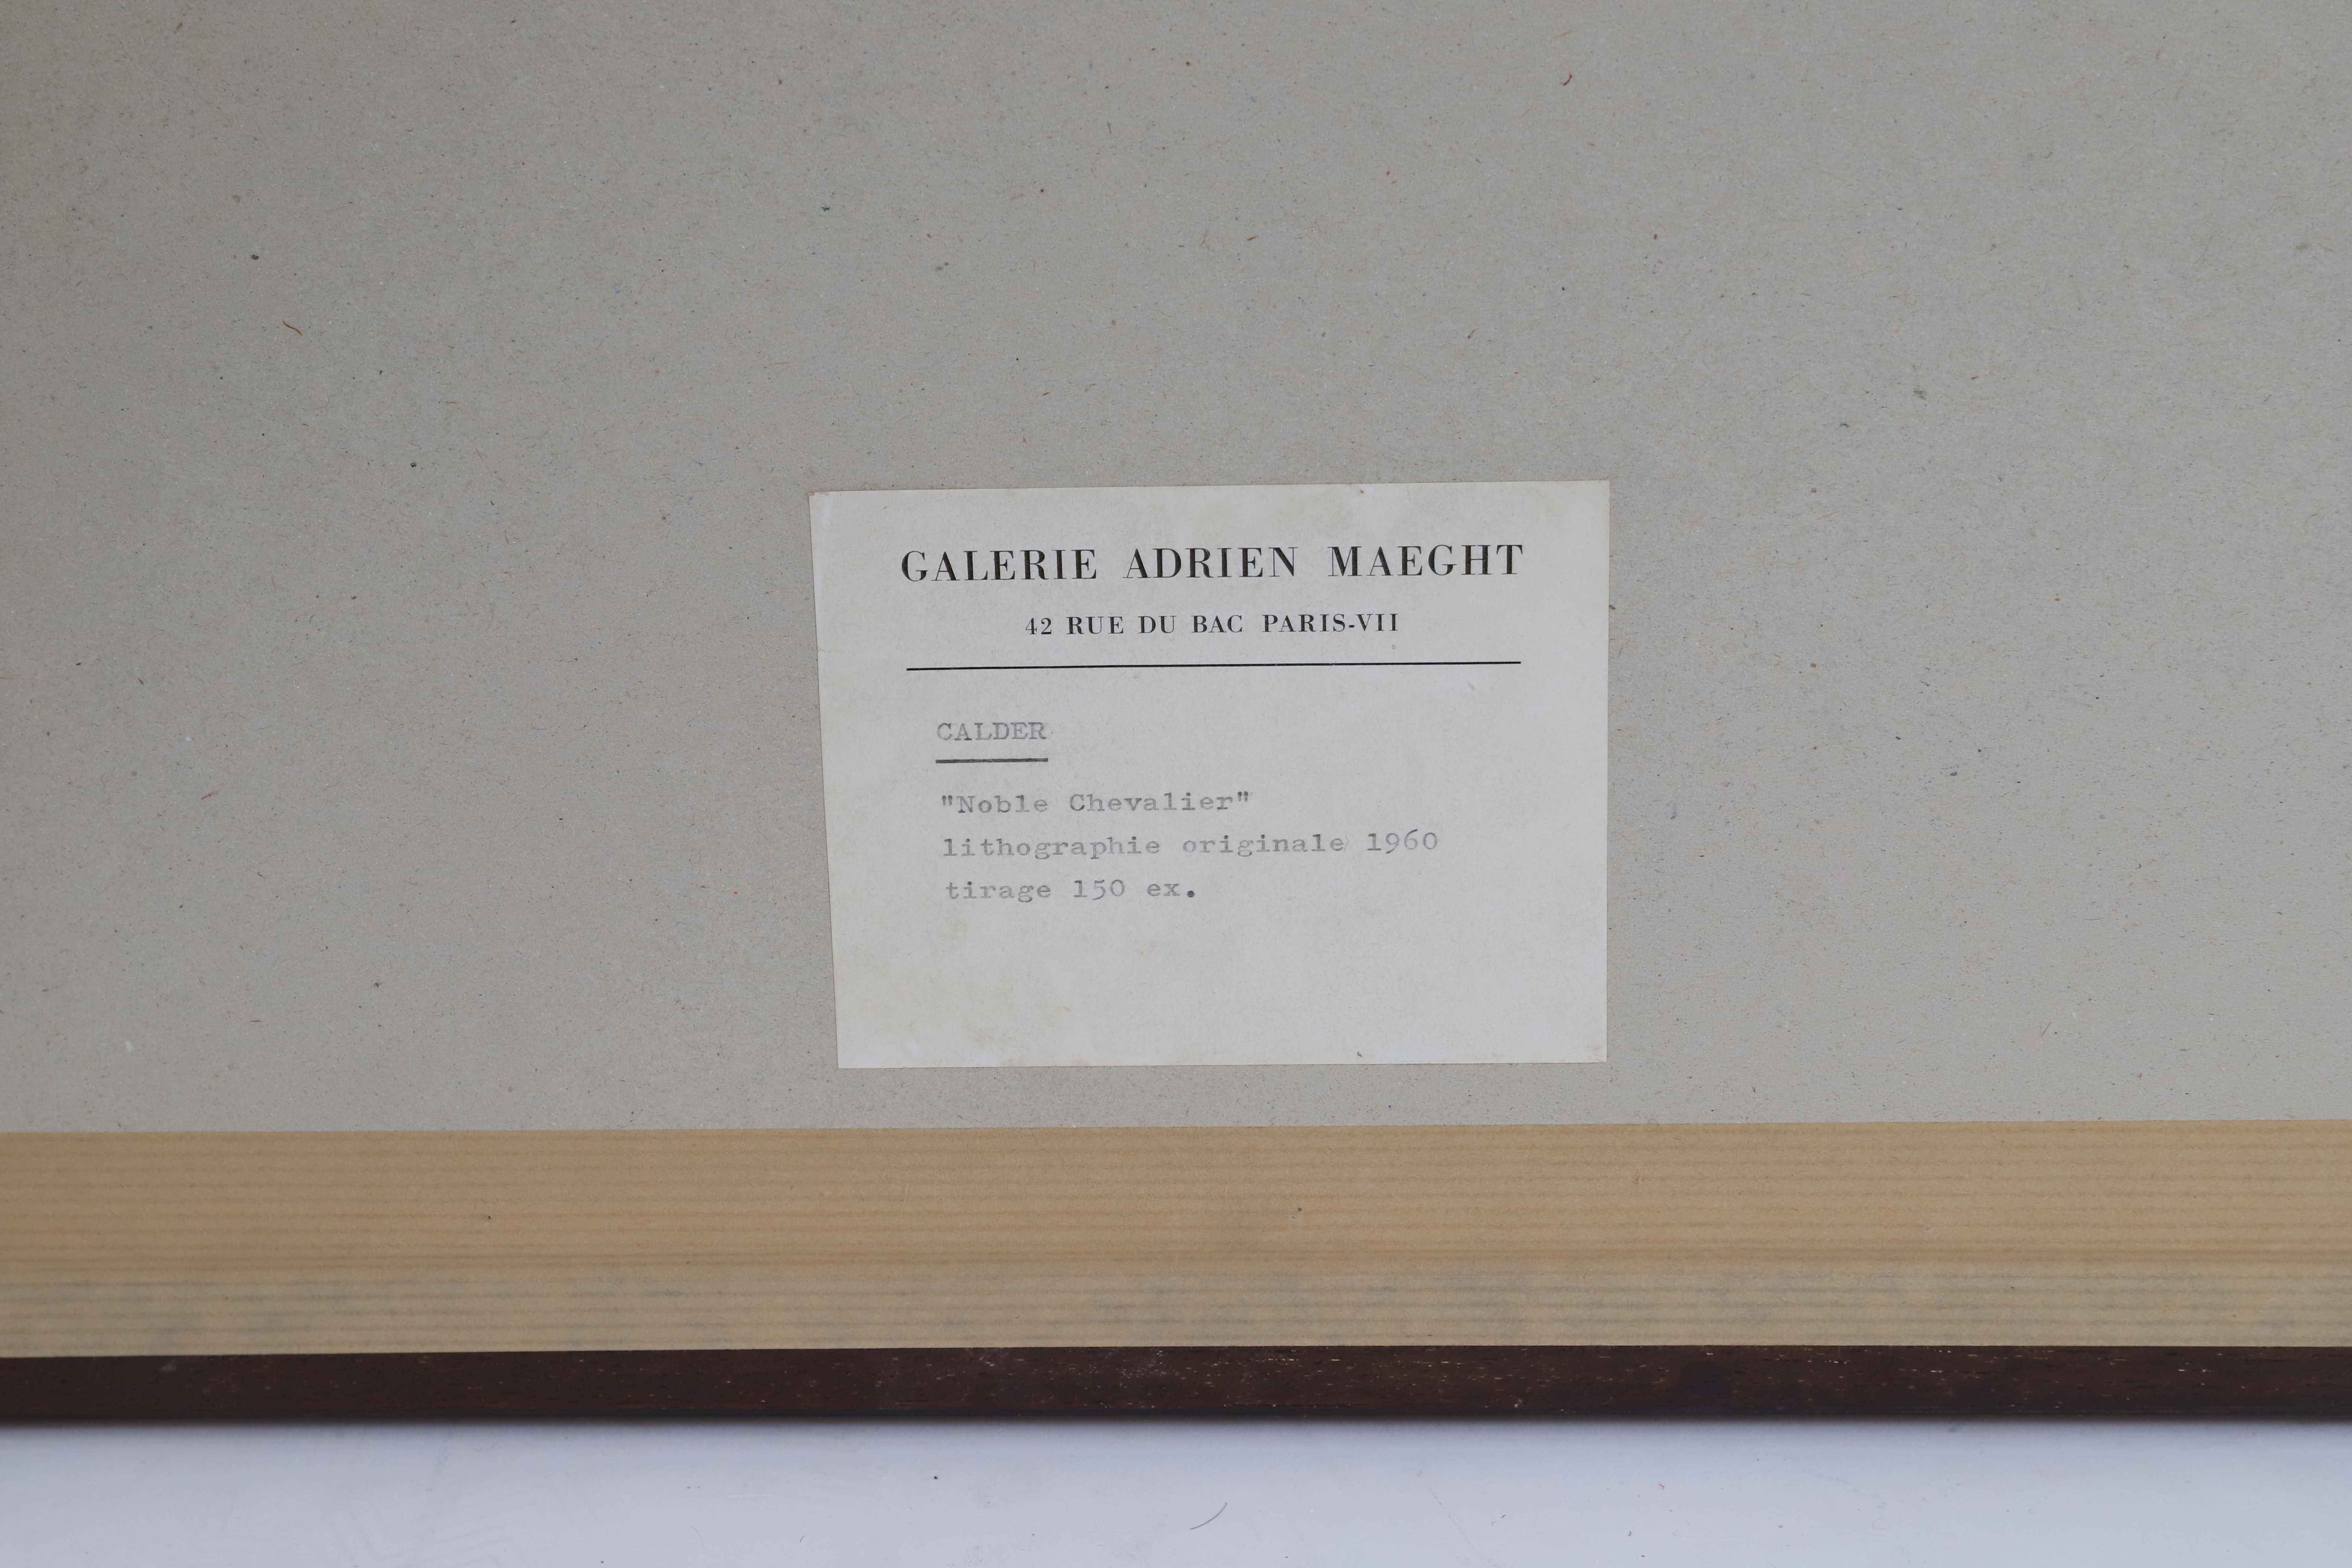 GALERIE ADRIEN MAEGHT
42 RUE DU BAC PARIS-VII
CALDER
"Noble Chevalier"
lithographie originale 1960
tirage 150 ex.